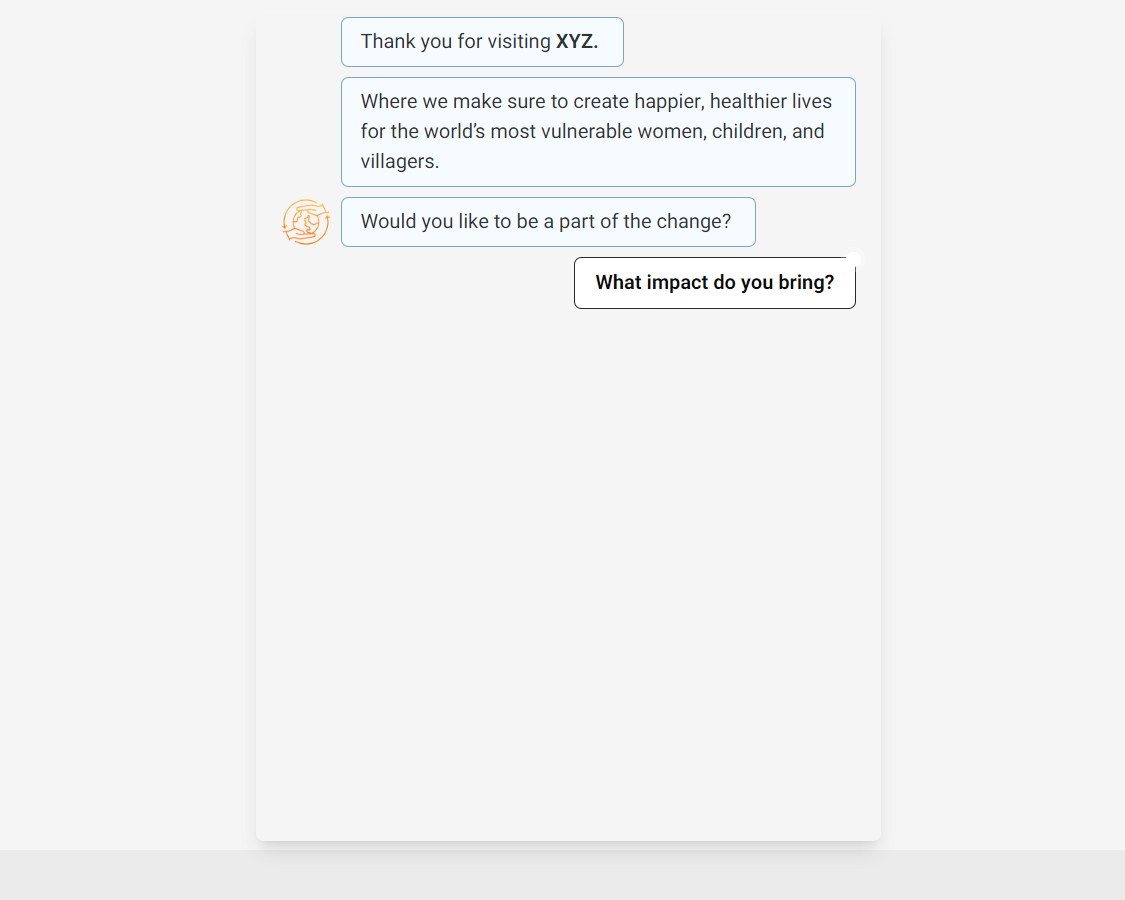 Thank you for visiting XYZ.
Where we make sure to create happier, healthier lives
for the world’s most vulnerable women, children, and
villagers.
Would you like to be a part of the change?
What impact do you bring?